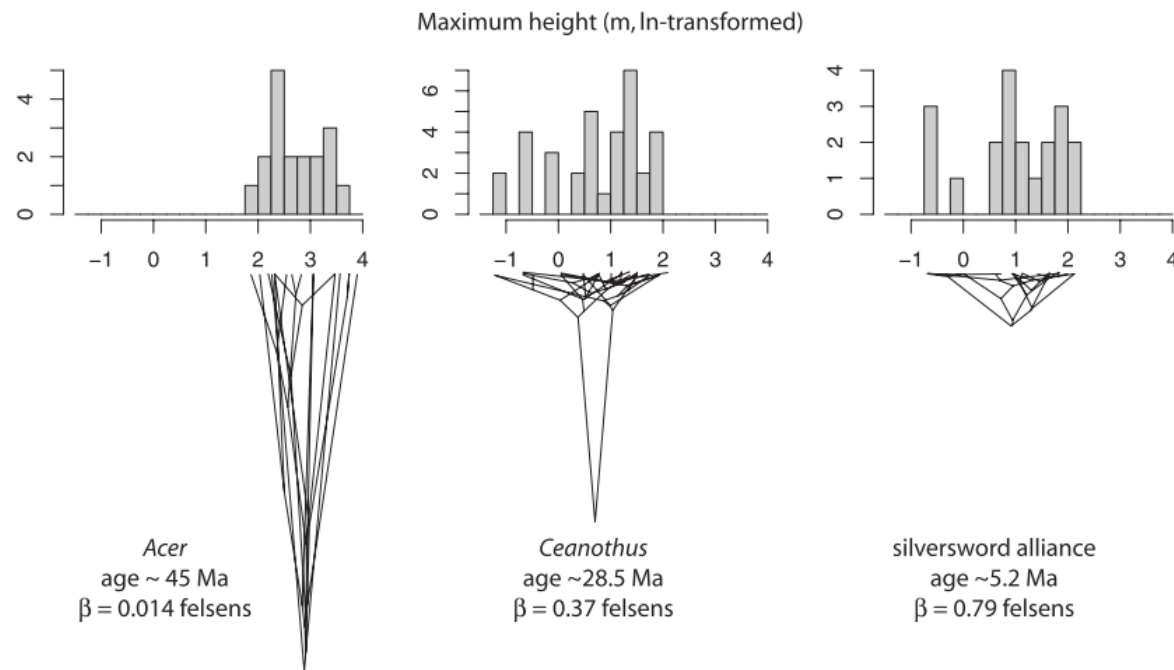 Maximum height (m, ln-transformed)
4
2
0
−1 0 1 2 3 4
6
4
2
0
−1 0 1 2 3 4
4
3
2
1
0
−1 0 1 2 3 4
Acer
age ~ 45 Ma
β = 0.014 felsens
Ceanothus
age ~28.5 Ma
β = 0.37 felsens
silversword alliance
age ~5.2 Ma
β = 0.79 felsens